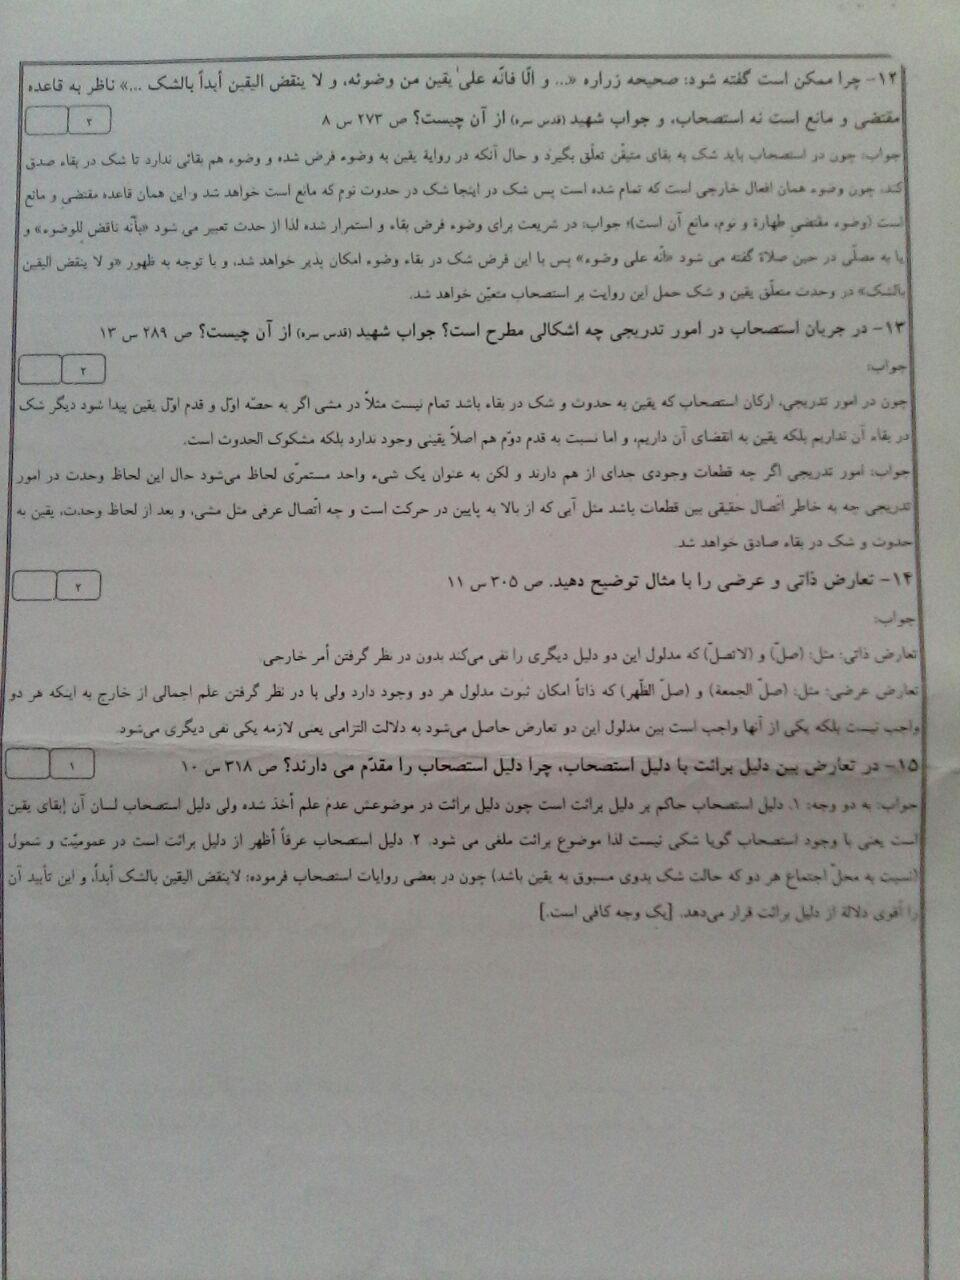 ۱۲- چرا ممکن است گفته شود: صحیحه زراره «... و الّا فانّه علیٰ یقین من وضوئه، و لا ینقض الیقین أبداً بالشک ...» ناظر به قاعده
مقتضی و مانع است نه استصحاب، و جواب شهید (قدس سره) از آن چیست؟ ص ۲۷۳ س ۸
۲
جواب: چون در استصحاب باید شک به بقای متیقّن تعلّق بگیرد و حال آنکه در روایة یقین به وضوء فرض شده و وضوء هم بقائی ندارد تا شک در بقاء صدق
کند، چون وضوء همان افعال خارجی است که تمام شده است پس شک در اینجا شک در حدوث نوم که مانع است خواهد شد و این همان قاعده مقتضی و مانع
است (وضوء مقتضی طهارة و نوم، مانع آن است)؛ جواب: در شریعت برای وضوء فرض بقاء و استمرار شده لذا از حدث تعبیر می شود «بأنّه ناقض لِلوضوء» و
یا به مصلّی در حین صلاة گفته می شود «انّه علی وضوء» پس با این فرض شک در بقاء وضوء امکان پذیر خواهد شد، و با توجه به ظهور «و لا ینقض الیقین
بالشک» در وحدت متعلّق یقین و شک حمل این روایت بر استصحاب متعیّن خواهد شد.
۱۳- در جریان استصحاب در امور تدریجی چه اشکالی مطرح است؟ جواب شهید (قدس سره) از آن چیست؟ ص ۲۸۹ س ۱۳
۲
جواب:
چون در امور تدریجی، ارکان استصحاب که یقین به حدوث و شک در بقاء باشد تمام نیست مثلاً در مشی اگر به حصّه اوّل و قدم اوّل یقین پیدا شود دیگر شک
در بقاء آن نداریم بلکه یقین به انقضای آن داریم، و اما نسبت به قدم دوّم هم اصلاً یقینی وجود ندارد بلکه مشکوک الحدوث است.
جواب: امور تدریجی اگر چه قطعات وجودی جدای از هم دارند و لکن به عنوان یک شیء واحد مستمرّی لحاظ می‌شود حال این لحاظ وحدت در امور
تدریجی چه به خاطر اتّصال حقیقی بین قطعات باشد مثل آبی که از بالا به پایین در حرکت است و چه اتّصال عرفی مثل مشی، و بعد از لحاظ وحدت، یقین به
حدوث و شک در بقاء صادق خواهد شد.
۱۴- تعارض ذاتی و عرضی را با مثال توضیح دهید. ص ۳۰۵ س ۱۱
۲
جواب:
تعارض ذاتی: مثل: (صلّ) و (لاتصلّ) که مدلول این دو دلیل دیگری را نفی می‌کند بدون در نظر گرفتن أمر خارجی.
تعارض عرضی: مثل: (صلّ الجمعة) و (صلّ الظّهر) که ذاتاً امکان ثبوت مدلول هر دو وجود دارد ولی با در نظر گرفتن علم اجمالی از خارج به اینکه هر دو
واجب نیست بلکه یکی از آنها واجب است بین مدلول این دو تعارض حاصل می‌شود به دلالت التزامی یعنی لازمه یکی نفی دیگری می‌شود.
۱۵- در تعارض بین دلیل برائت با دلیل استصحاب، چرا دلیل استصحاب را مقدّم می دارند؟ ص ۳۱۸ س ۱۰
۱
جواب: به دو وجه: ۱. دلیل استصحاب حاکم بر دلیل برائت است چون دلیل برائت در موضوعش عدم علم أخذ شده ولی دلیل استصحاب لسان آن إبقای یقین
است یعنی با وجود استصحاب گویا شکی نیست لذا موضوع برائت ملغی می شود. ۲. دلیل استصحاب عرفاً أظهر از دلیل برائت است در عمومیّت و شمول
(نسبت به محلّ اجتماع هر دو که حالت شک بدوی مسبوق به یقین باشد) چون در بعضی روایات استصحاب فرموده: لاینقض الیقین بالشک أبداً، و این تأیید آن
را أقوی دلالة از دلیل برائت قرار می‌دهد. [یک وجه کافی است.]